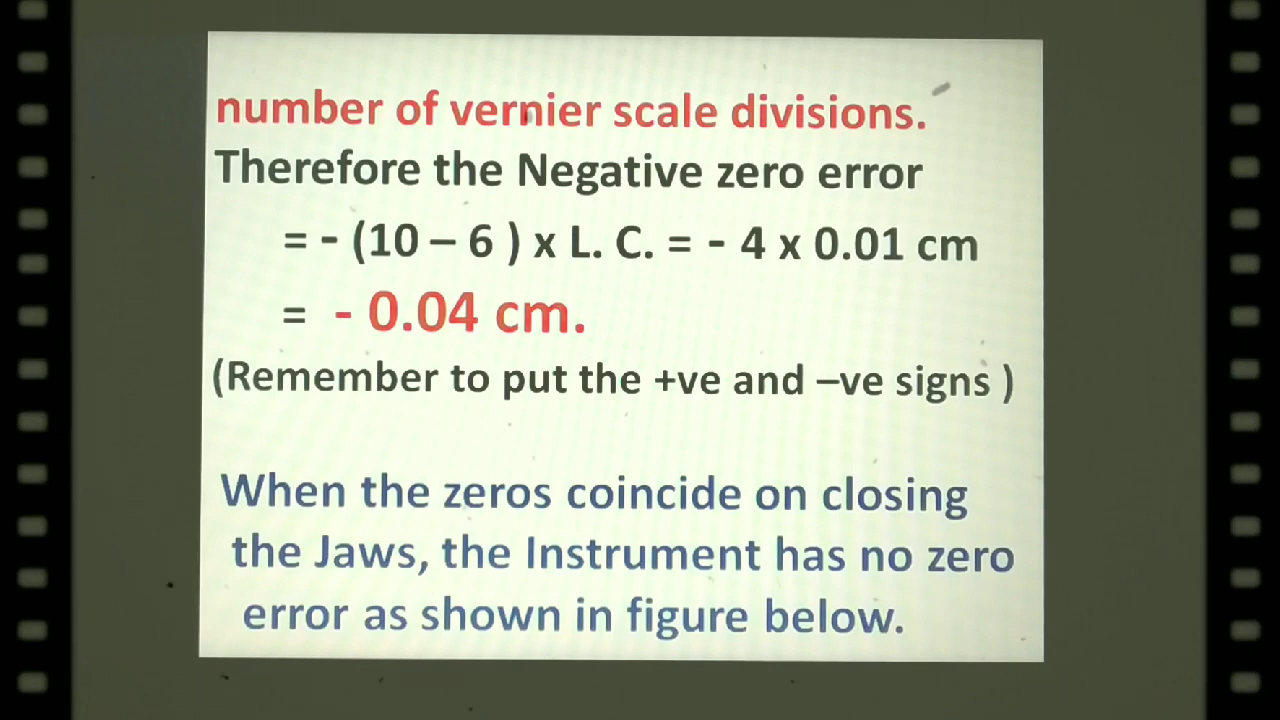 number of vernier scale divisions.
Therefore the Negative zero error
= - (10 – 6 ) x L. C. = - 4 x 0.01 cm
= - 0.04 cm.
(Remember to put the +ve and –ve signs )
When the zeros coincide on closing
the Jaws, the Instrument has no zero
error as shown in figure below.